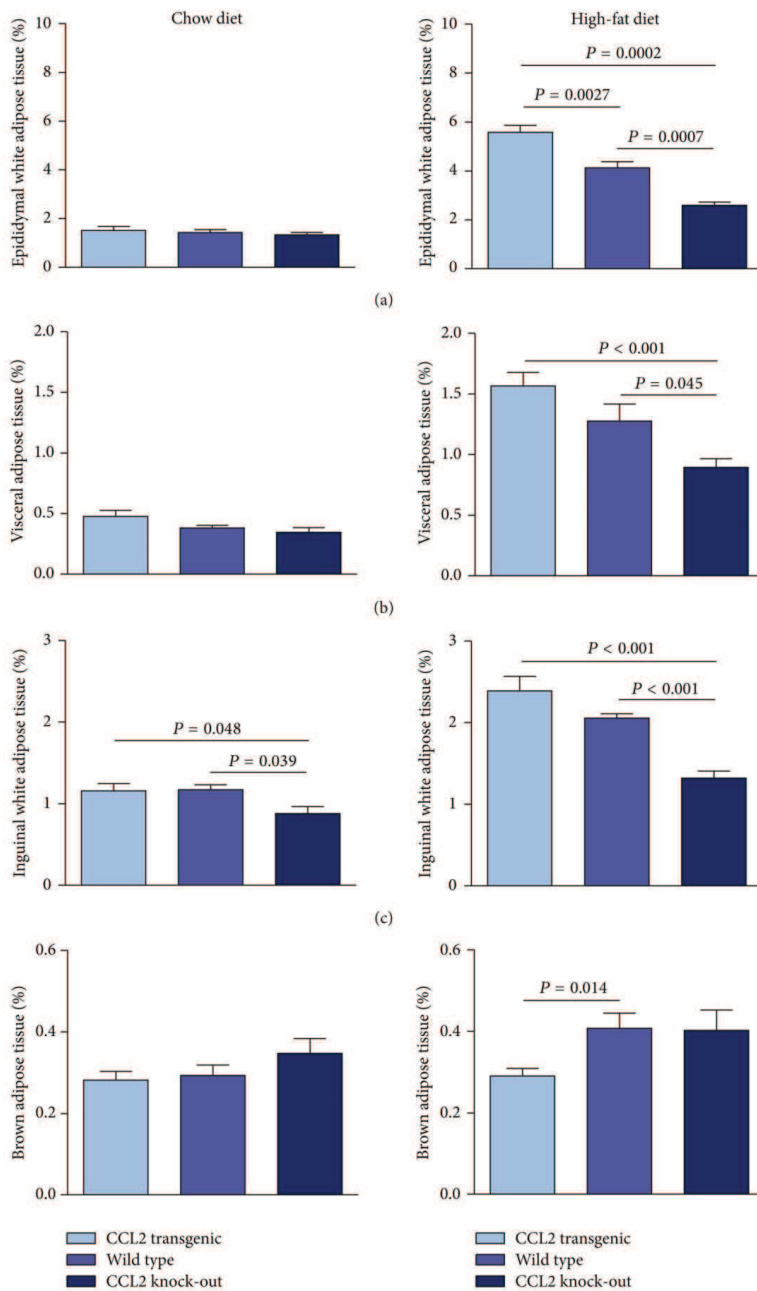 Chow diet
High-fat diet
Epididymal white adipose tissue (%)
10
8
6
4
2
0
Epididymal white adipose tissue (%)
10
8
6
4
2
0
P = 0.0002
P = 0.0027
P = 0.0007
(a)
Visceral adipose tissue (%)
2.0
1.5
1.0
0.5
0.0
Visceral adipose tissue (%)
2.0
1.5
1.0
0.5
0.0
P < 0.001
P = 0.045
(b)
Inguinal white adipose tissue (%)
3
2
1
0
P = 0.048
P = 0.039
Inguinal white adipose tissue (%)
3
2
1
0
P < 0.001
P < 0.001
(c)
Brown adipose tissue (%)
0.6
0.4
0.2
0.0
Brown adipose tissue (%)
0.6
0.4
0.2
0.0
P = 0.014
CCL2 transgenic
Wild type
CCL2 knock-out
CCL2 transgenic
Wild type
CCL2 knock-out